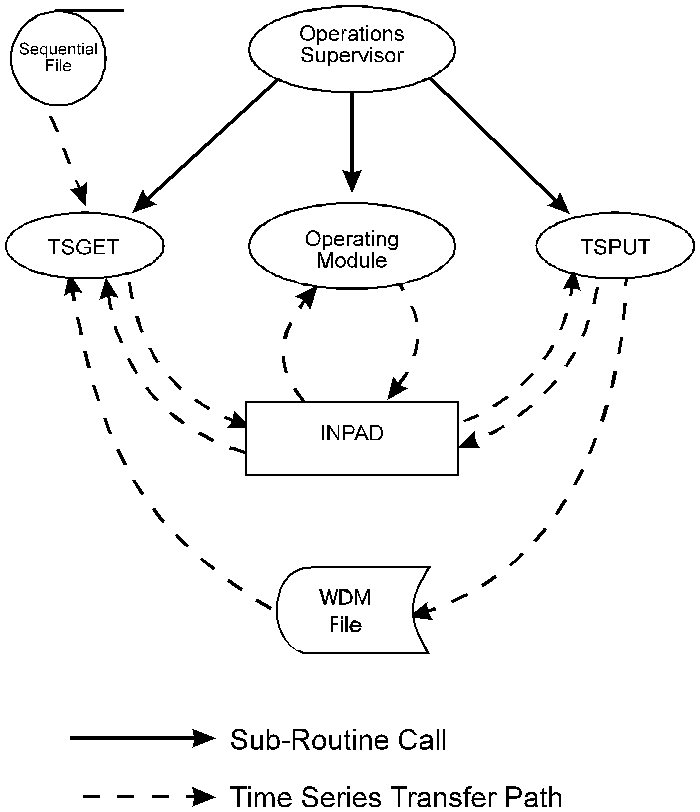 Sequential
File
Operations
Supervisor
TSGET
Operating
Module
TSPUT
INPAD
WDM
File
Sub-Routine Call
Time Series Transfer Path